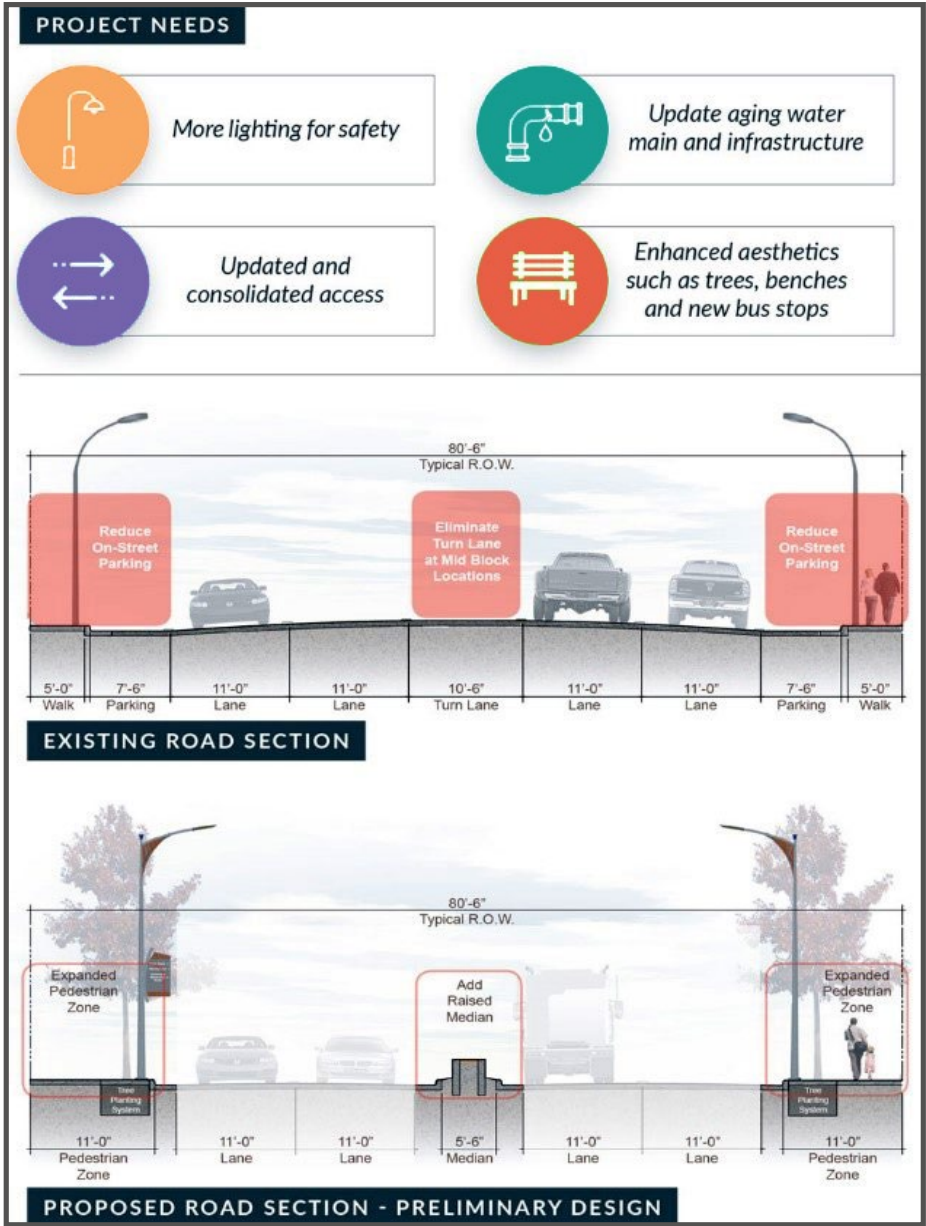 PROJECT NEEDS
More lighting for safety
Update aging water
main and infrastructure
Updated and
consolidated access
Enhanced aesthetics
such as trees, benches
and new bus stops
80'-6"
Typical R.O.W.
Reduce
On-Street
Parking
Eliminate
Turn Lane
at Mid Block
Locations
Reduce
On-Street
Parking
5'-0" 7'-6" 11'-0" 11'-0" 10'-6" 11'-0" 11'-0" 7'-6" 5'-0"
Walk Parking Lane Lane Turn Lane Lane Lane Parking Walk
EXISTING ROAD SECTION
80'-6"
Typical R.O.W.
Expanded
Pedestrian
Zone
Add
Raised
Median
Expanded
Pedestrian
Zone
Tree
Planting
System
Tree
Planting
System
11'-0" 11'-0" 11'-0" 5'-6" 11'-0" 11'-0" 11'-0"
Pedestrian Lane Lane Median Lane Lane Pedestrian
Zone Zone
PROPOSED ROAD SECTION - PRELIMINARY DESIGN